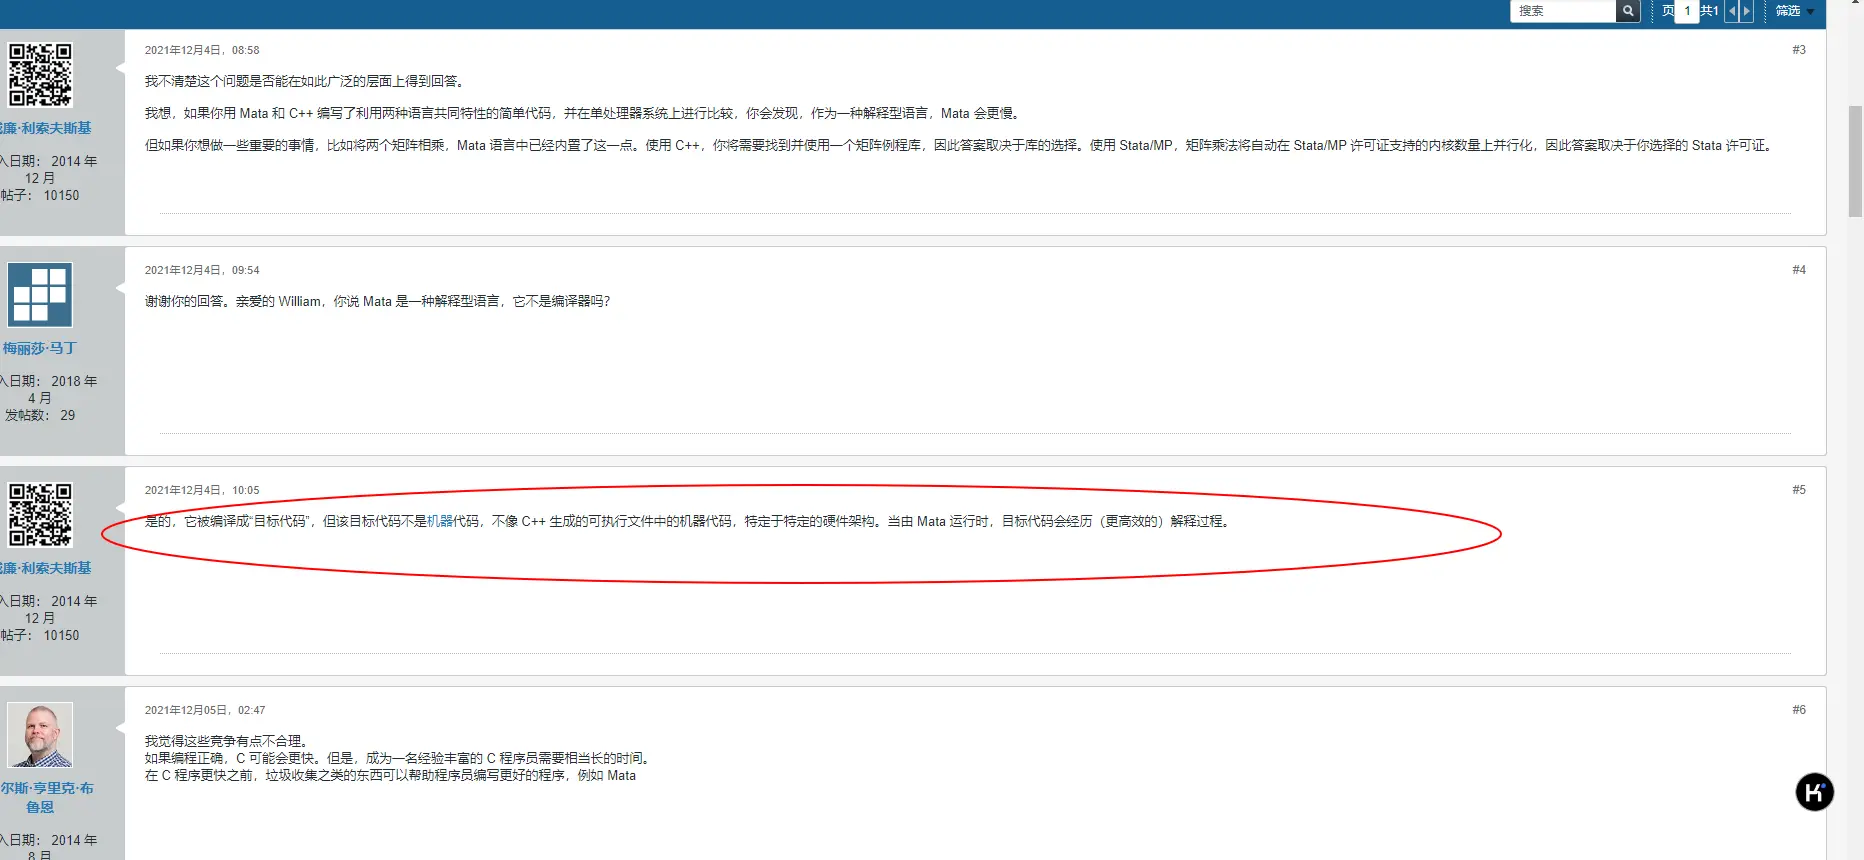 搜索
页 1 共1
筛选
2021年12月4日，08:58
#3
我不清楚这个问题是否能在如此广泛的层面上得到回答。
我想，如果你用 Mata 和 C++ 编写了利用两种语言共同特性的简单代码，并在单处理器系统上进行比较，你会发现，作为一种解释型语言，Mata 会更慢。
但如果你想做一些重要的事情，比如将两个矩阵相乘，Mata 语言中已经内置了这一点。使用 C++，你将需要找到并使用一个矩阵例程库，因此答案取决于库的选择。使用 Stata/MP，矩阵乘法将自动在 Stata/MP 许可证支持的内核数量上并行化，因此答案取决于你选择的 Stata 许可证。
廉·利索夫斯基
入日期： 2014 年
12 月
帖子： 10150
2021年12月4日，09:54
#4
谢谢你的回答。亲爱的 William，你说 Mata 是一种解释型语言，它不是编译器吗？
梅丽莎·马丁
入日期： 2018 年
4 月
发帖数： 29
2021年12月4日，10:05
#5
是的，它被编译成“目标代码”，但该目标代码不是机器代码，不像 C++ 生成的可执行文件中的机器代码，特定于特定的硬件架构。当由 Mata 运行时，目标代码会经历（更高效的）解释过程。
廉·利索夫斯基
入日期： 2014 年
12 月
帖子： 10150
2021年12月05日，02:47
#6
我觉得这些竞争有点不合理。
如果编程正确，C 可能会更快。但是，成为一名经验丰富的 C 程序员需要相当长的时间。
在 C 程序更快之前，垃圾收集之类的东西可以帮助程序员编写更好的程序，例如 Mata
尔斯·亨里克·布
鲁恩
入日期： 2014 年
8 月